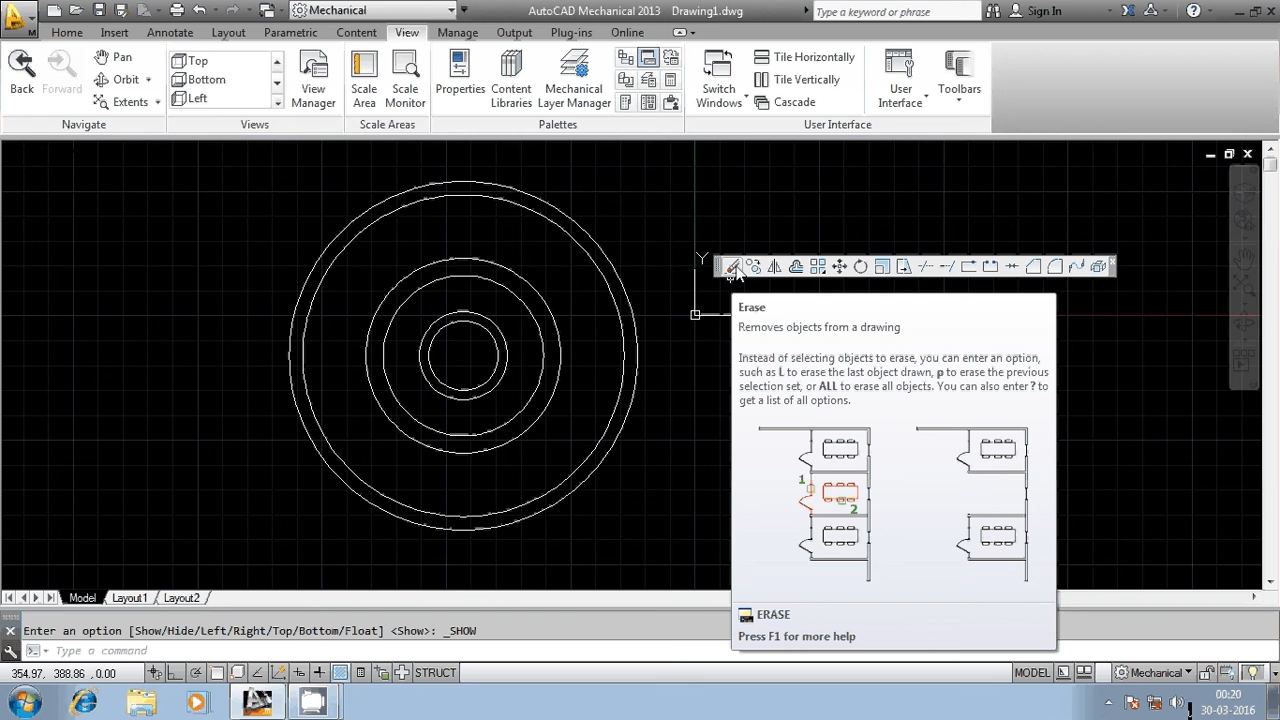 Mechanical
AutoCAD Mechanical 2013 Drawing1.dwg
Type a keyword or phrase
Sign In
Home Insert Annotate Layout Parametric Content View Manage Output Plug-ins Online
Back
Forward
Pan
Orbit
Extents
Navigate
Top
Bottom
Left
View Manager
Views
Scale Area
Scale Monitor
Scale Areas
Properties
Content Libraries
Mechanical Layer Manager
Palettes
Switch Windows
Tile Horizontally
Tile Vertically
Cascade
User Interface
Toolbars
User Interface
Y
Erase
Removes objects from a drawing
Instead of selecting objects to erase, you can enter an option,
such as L to erase the last object drawn, p to erase the previous
selection set, or ALL to erase all objects. You can also enter ? to
get a list of all options.
1
2
ERASE
Press F1 for more help
Model Layout1 Layout2
Enter an option [Show/Hide/Left/Right/Top/Bottom/Float] <Show>: _SHOW
Type a command
354.97, 388.86, 0.00
STRUCT
MODEL
Mechanical
00:20
30-03-2016